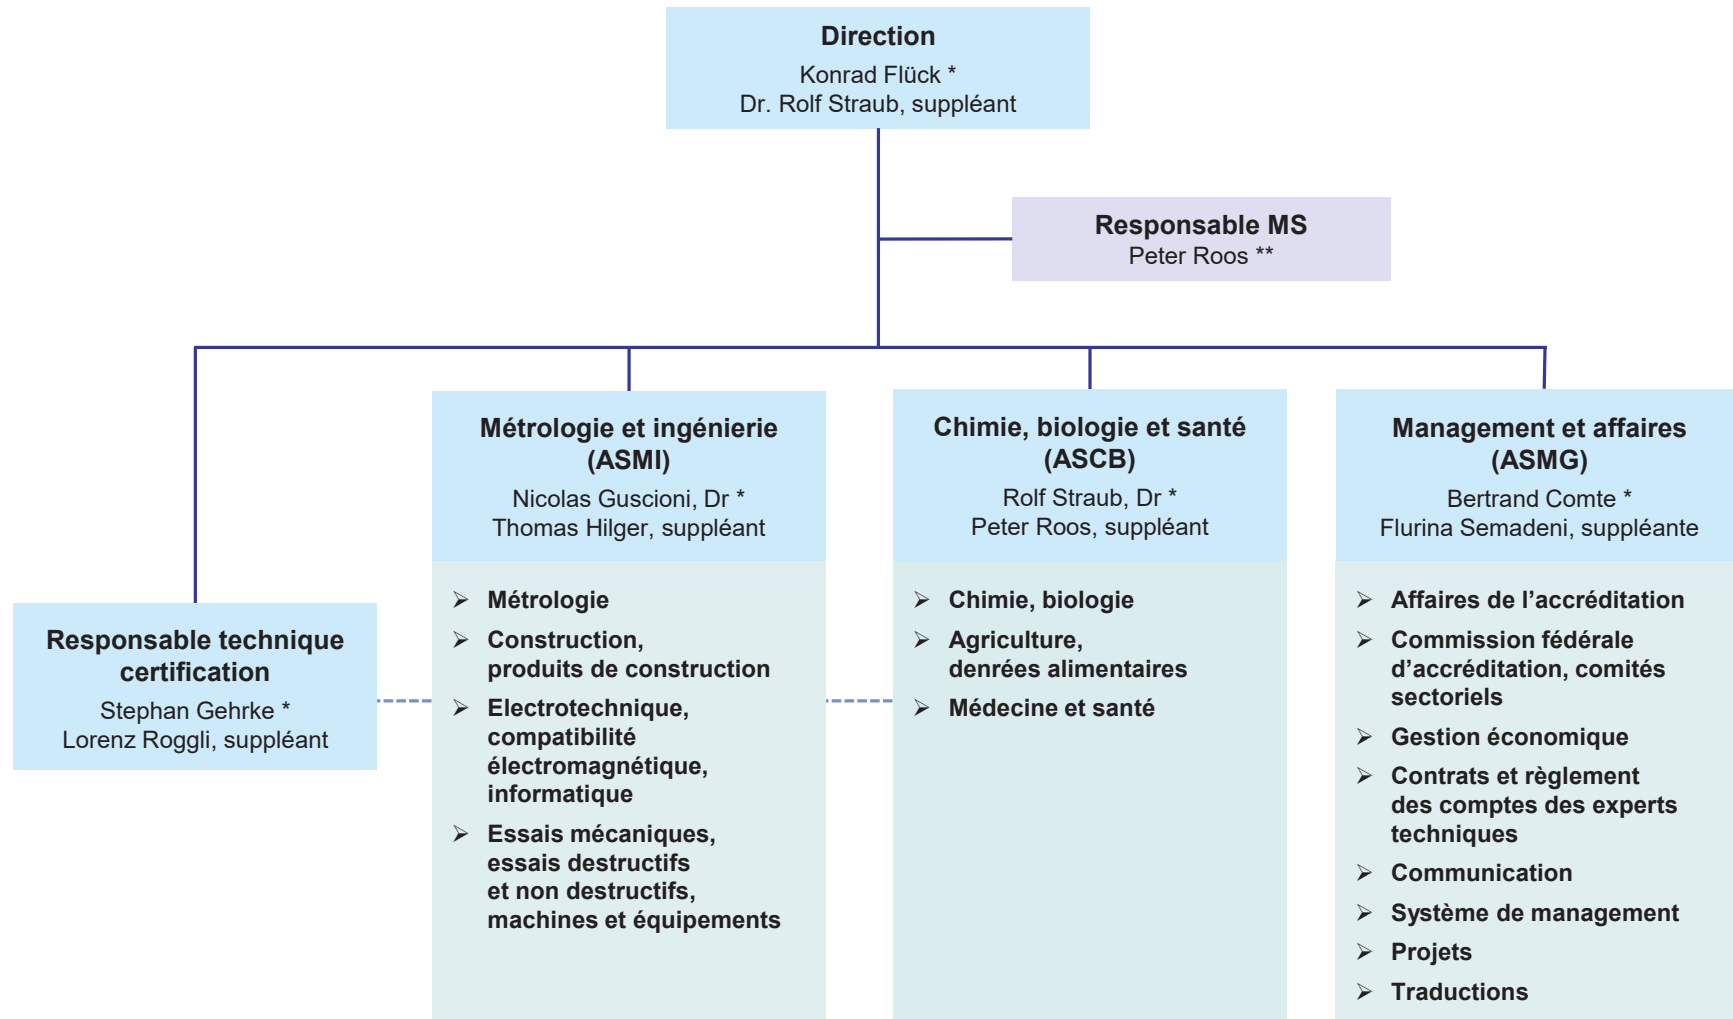 Direction
Konrad Flück *
Dr. Rolf Straub, suppléant
Responsable MS
Peter Roos **
Responsable technique
certification
Stephan Gehrke *
Lorenz Roggli, suppléant
Métrologie et ingénierie
(ASMI)
Nicolas Guscioni, Dr *
Thomas Hilger, suppléant
➢ Métrologie
➢ Construction,
produits de construction
➢ Electrotechnique,
compatibilité
électromagnétique,
informatique
➢ Essais mécaniques,
essais destructifs
et non destructifs,
machines et équipements
Chimie, biologie et santé
(ASCB)
Rolf Straub, Dr *
Peter Roos, suppléant
➢ Chimie, biologie
➢ Agriculture,
denrées alimentaires
➢ Médecine et santé
Management et affaires
(ASMG)
Bertrand Comte *
Flurina Semadeni, suppléante
➢ Affaires de l’accréditation
➢ Commission fédérale
d’accréditation, comités
sectoriels
➢ Gestion économique
➢ Contrats et règlement
des comptes des experts
techniques
➢ Communication
➢ Système de management
➢ Projets
➢ Traductions